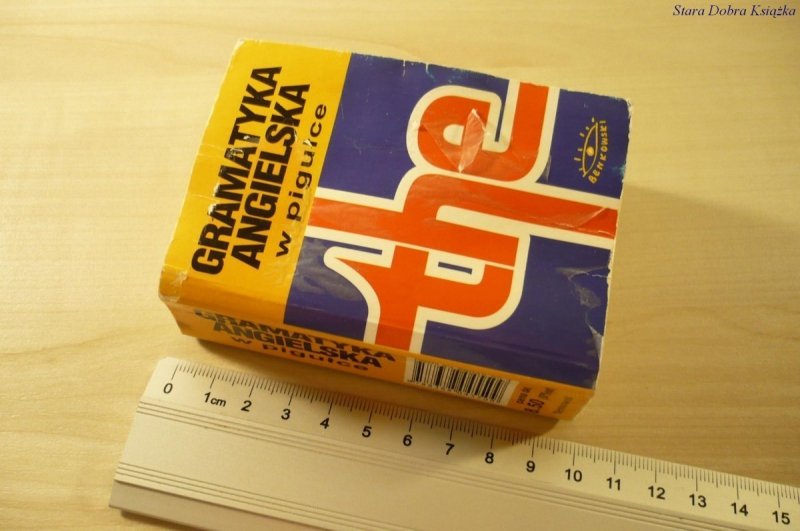 Stara Dobra Książka
GRAMATYKA
ANGIELSKA
w pigułce
the
BENKOWSKI
GRAMATYKA
ANGIELSKA
w pigułce
0 1cm 2 3 4 5 6 7 8 9 10 11 12 13 14 15